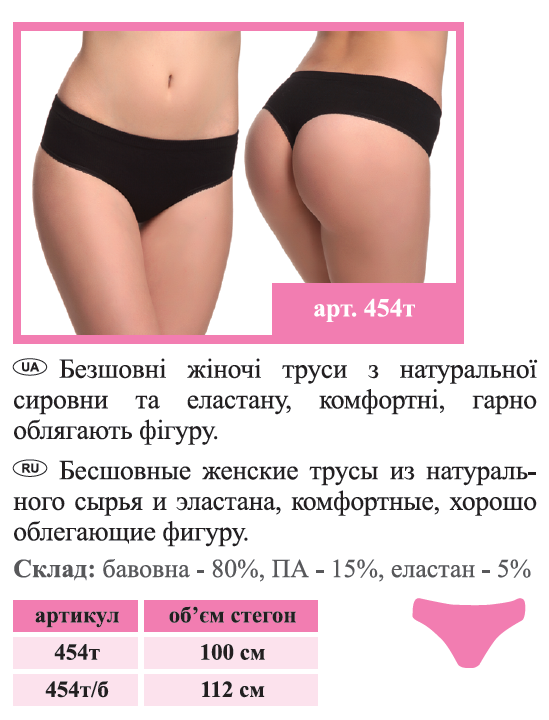 арт. 454т
UA Безшовні жіночі труси з натуральної
сировни та еластану, комфортні, гарно
облягають фігуру.
RU Бесшовные женские трусы из натураль-
ного сырья и эластана, комфортные, хорошо
облегающие фигуру.
Склад: бавовна - 80%, ПА - 15%, еластан - 5%
артикул об’єм стегон
454т 100 см
454т/б 112 см